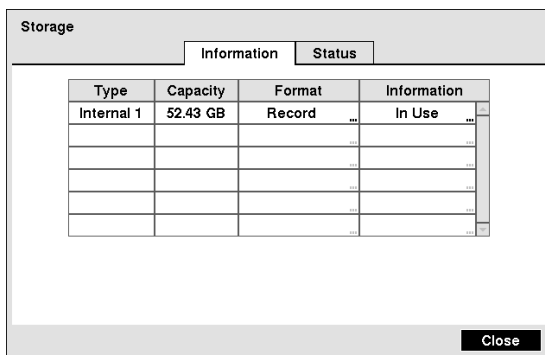 Storage
Information Status
Type Capacity Format Information
Internal 1 52.43 GB Record ... In Use ...
... ...
... ...
... ...
... ...
... ...
Close